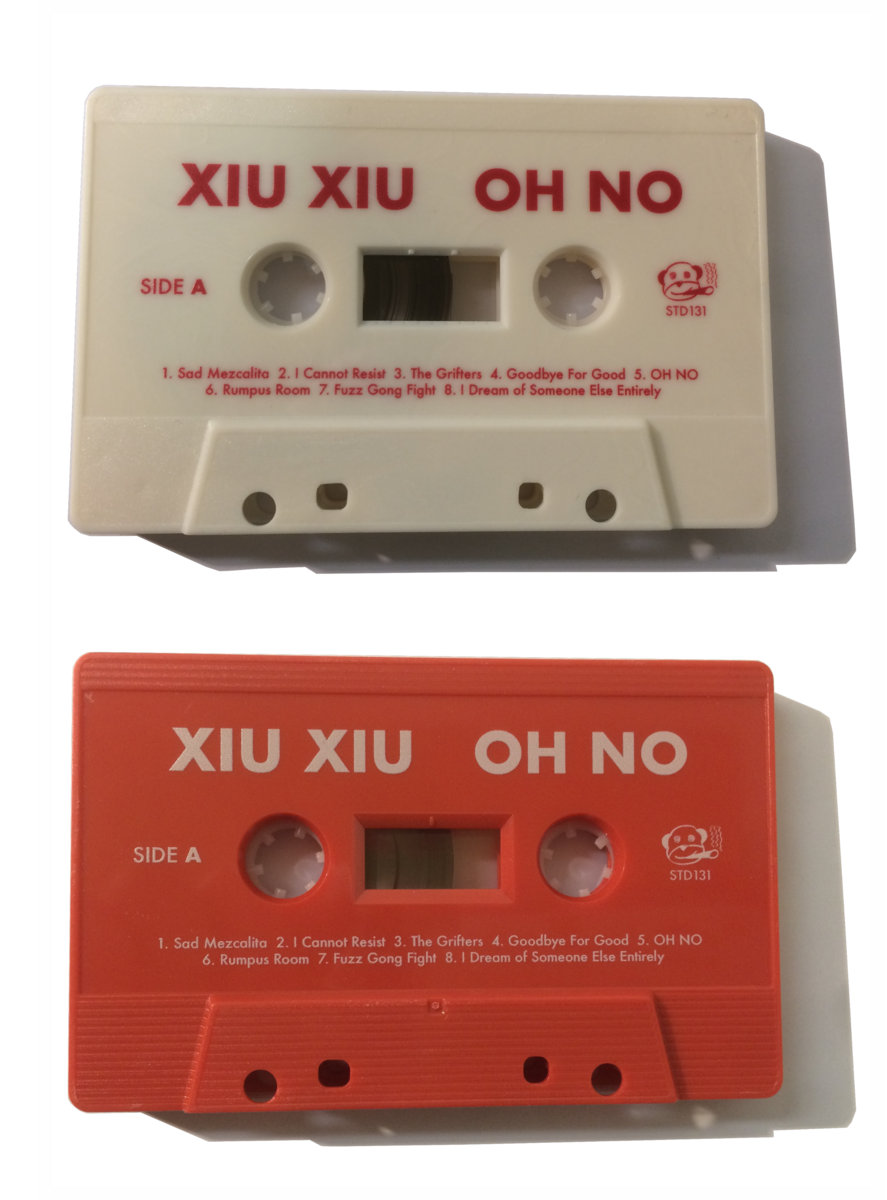 XIU XIU OH NO
SIDE A
STD131
1. Sad Mezcalita 2. I Cannot Resist 3. The Grifters 4. Goodbye For Good 5. OH NO
6. Rumpus Room 7. Fuzz Gong Fight 8. I Dream of Someone Else Entirely
XIU XIU OH NO
SIDE A
STD131
1. Sad Mezcalita 2. I Cannot Resist 3. The Grifters 4. Goodbye For Good 5. OH NO
6. Rumpus Room 7. Fuzz Gong Fight 8. I Dream of Someone Else Entirely